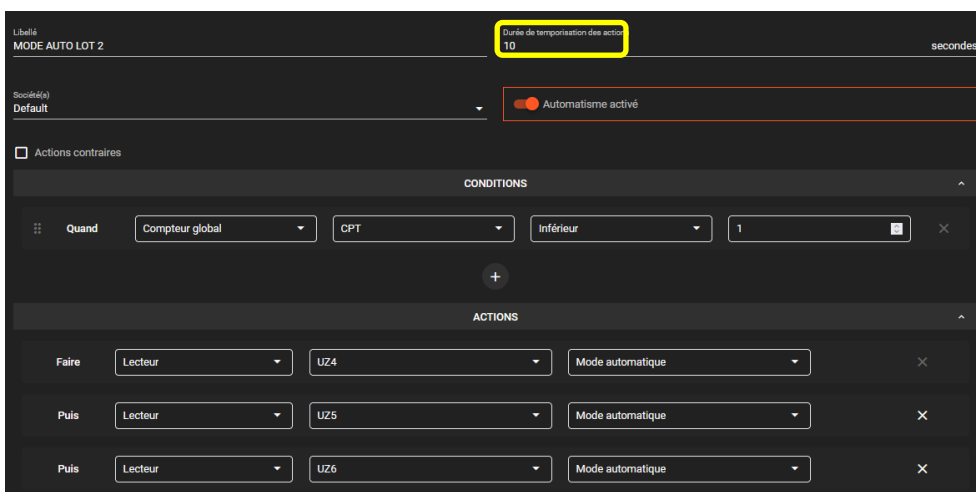 Libellé
MODE AUTO LOT 2
Durée de temporisation des action
10
secondes
Société(s)
Default
Automatisme activé
Actions contraires
CONDITIONS
Quand Compteur global CPT Inférieur 1
+
ACTIONS
Faire Lecteur UZ4 Mode automatique
Puis Lecteur UZ5 Mode automatique
Puis Lecteur UZ6 Mode automatique